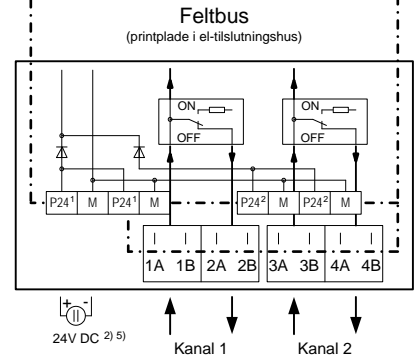 Feltbus
(printplade i el-tilslutningshus)
ON ON
OFF OFF
P24¹ M P24¹ M P24² M P24² M
1A 1B 2A 2B 3A 3B 4A 4B
+ -
24V DC ²⁾ ⁵⁾
Kanal 1 Kanal 2